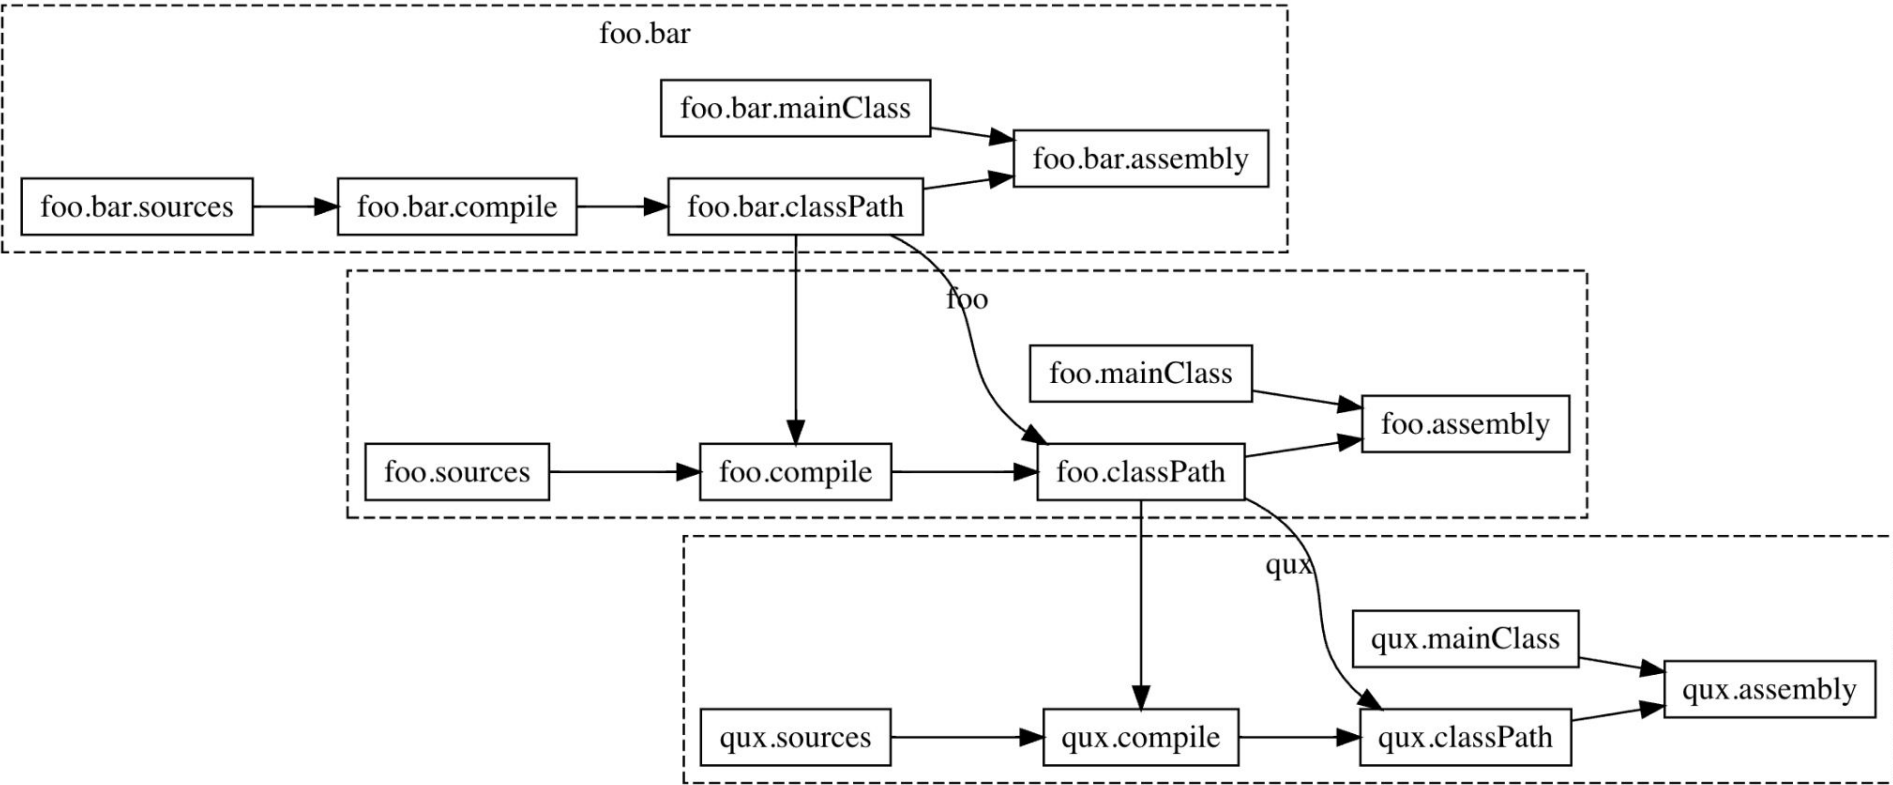 foo.bar
foo.bar.mainClass
foo.bar.assembly
foo.bar.sources
foo.bar.compile
foo.bar.classPath
foo
foo.mainClass
foo.assembly
foo.sources
foo.compile
foo.classPath
qux
qux.mainClass
qux.assembly
qux.sources
qux.compile
qux.classPath